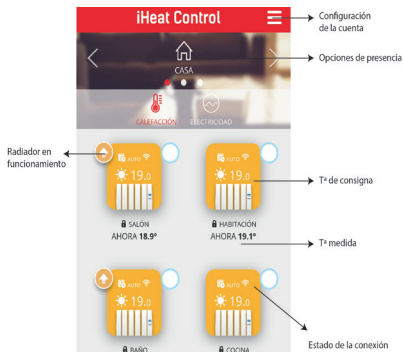 iHeat Control
Configuración
de la cuenta
Opciones de presencia
CASA
CALEFACCIÓN
ELECTRICIDAD
Radiador en
funcionamiento
AUTO
19.0
AUTO
19.0
Tª de consigna
SALÓN
HABITACIÓN
AHORA 18.9°
AHORA 19.1°
Tª medida
AUTO
19.0
AUTO
19.0
Estado de la conexión
BAÑO
COCINA